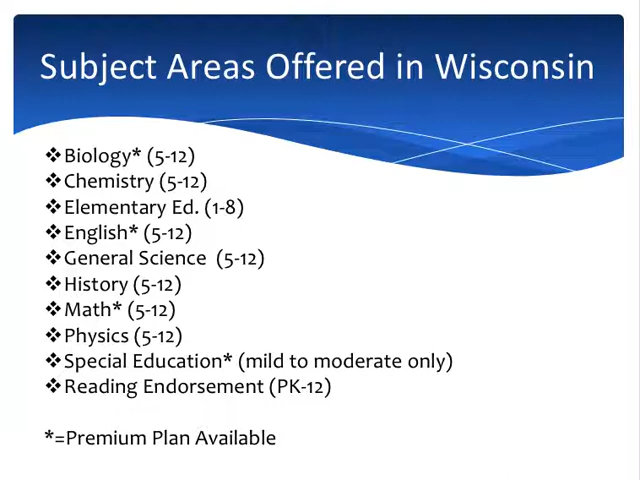 Subject Areas Offered in Wisconsin
❖Biology* (5-12)
❖Chemistry (5-12)
❖Elementary Ed. (1-8)
❖English* (5-12)
❖General Science (5-12)
❖History (5-12)
❖Math* (5-12)
❖Physics (5-12)
❖Special Education* (mild to moderate only)
❖Reading Endorsement (PK-12)
*=Premium Plan Available